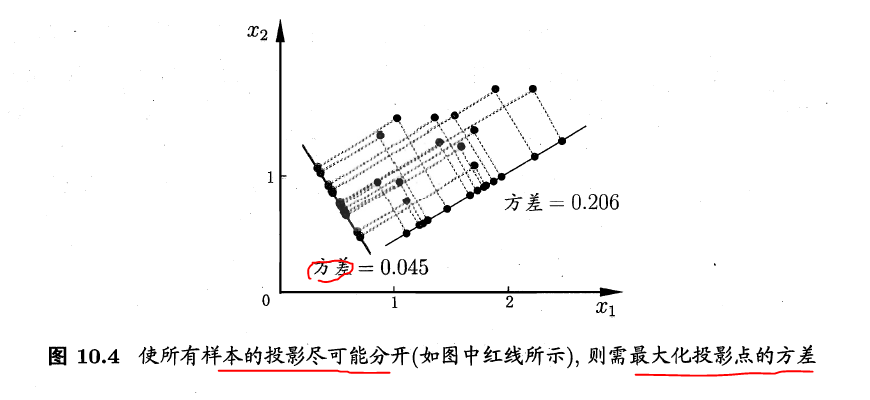 x₂
1
方差 = 0.206
方差 = 0.045
0
1
2
x₁
图 10.4 使所有样本的投影尽可能分开(如图中红线所示), 则需最大化投影点的方差